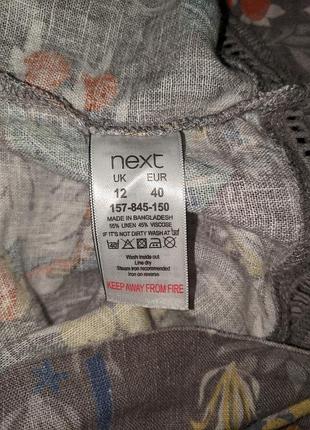 next
UK EUR
12 40
157-845-150
MADE IN BANGLADESH
55% LINEN 45% VISCOSE
IF IT'S NOT DIRTY WASH AT
Wash inside out
Line dry
Steam iron recommended
Iron on reverse
KEEP AWAY FROM FIRE